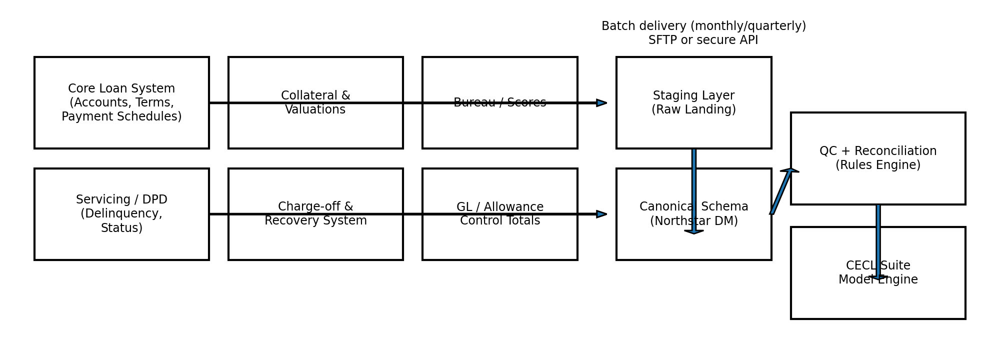 Batch delivery (monthly/quarterly)
SFTP or secure API
Core Loan System
(Accounts, Terms,
Payment Schedules)
Collateral &
Valuations
Bureau / Scores
Staging Layer
(Raw Landing)
QC + Reconciliation
(Rules Engine)
Servicing / DPD
(Delinquency,
Status)
Charge-off &
Recovery System
GL / Allowance
Control Totals
Canonical Schema
(Northstar DM)
CECL Suite
Model Engine